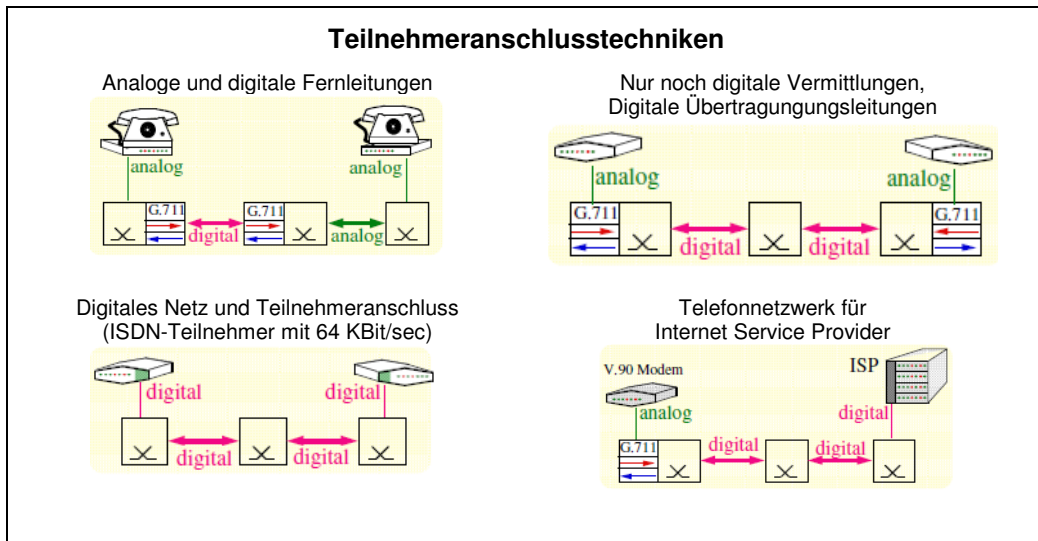 Teilnehmeranschlusstechniken
Analoge und digitale Fernleitungen
analog
analog
G.711
G.711
digital
analog
Nur noch digitale Vermittlungen,
Digitale Übertragungungsleitungen
analog
analog
G.711
G.711
digital
digital
Digitales Netz und Teilnehmeranschluss
(ISDN-Teilnehmer mit 64 KBit/sec)
digital
digital
digital
digital
Telefonnetzwerk für
Internet Service Provider
V.90 Modem
ISP
analog
digital
G.711
digital
digital